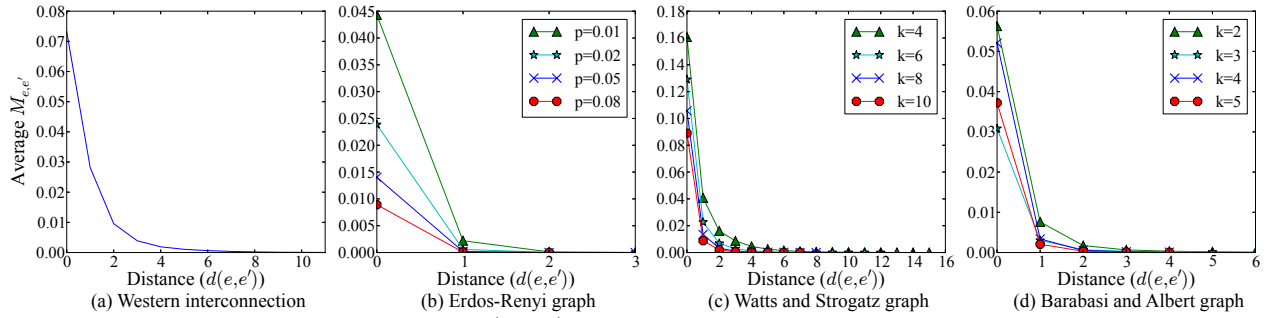 Average M_{e,e'}
0.08
0.07
0.06
0.05
0.04
0.03
0.02
0.01
0.00
0 2 4 6 8 10
Distance (d(e,e'))
(a) Western interconnection
0.045
0.040
0.035
0.030
0.025
0.020
0.015
0.010
0.005
0.000
0 1 2 3
p=0.01
p=0.02
p=0.05
p=0.08
Distance (d(e,e'))
(b) Erdos-Renyi graph
0.18
0.16
0.14
0.12
0.10
0.08
0.06
0.04
0.02
0.00
0 2 4 6 8 10 12 14 16
k=4
k=6
k=8
k=10
Distance (d(e,e'))
(c) Watts and Strogatz graph
0.06
0.05
0.04
0.03
0.02
0.01
0.00
0 1 2 3 4 5 6
k=2
k=3
k=4
k=5
Distance (d(e,e'))
(d) Barabasi and Albert graph